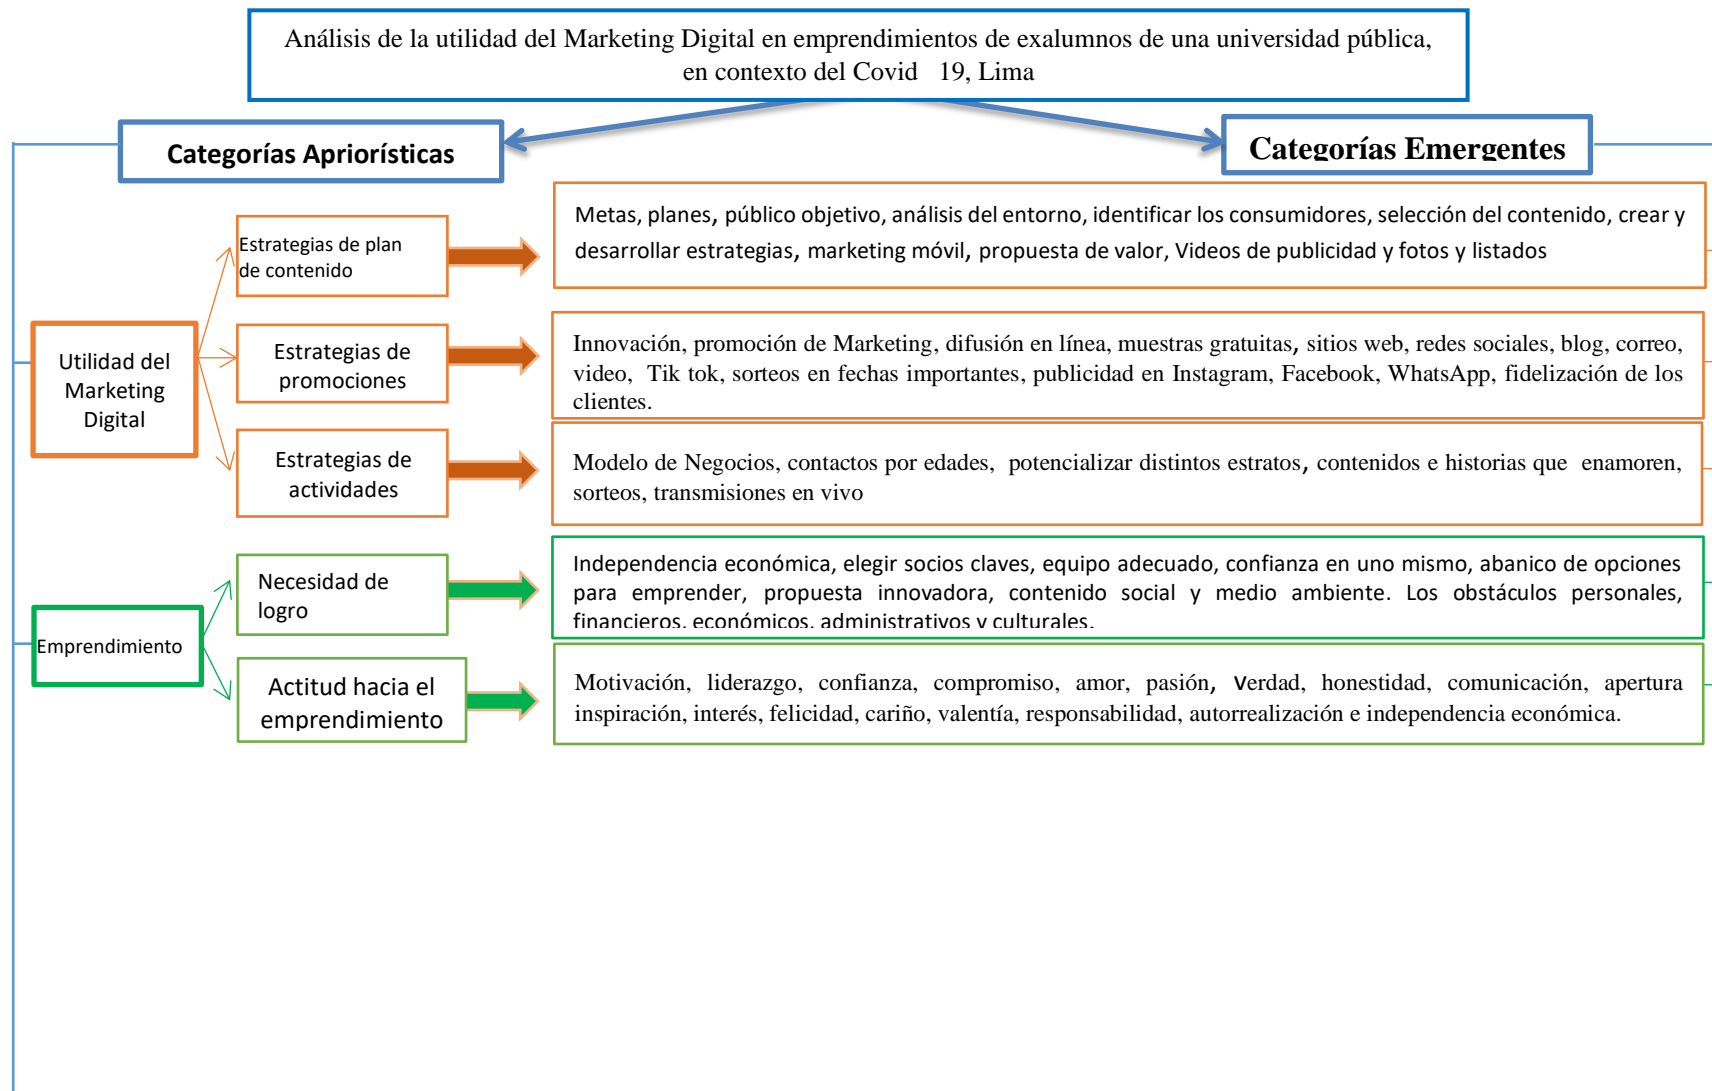 Análisis de la utilidad del Marketing Digital en emprendimientos de exalumnos de una universidad pública,
en contexto del Covid 19, Lima
Categorías Apriorísticas
Categorías Emergentes
Utilidad del
Marketing
Digital
Estrategias de plan
de contenido
Metas, planes, público objetivo, análisis del entorno, identificar los consumidores, selección del contenido, crear y
desarrollar estrategias, marketing móvil, propuesta de valor, Videos de publicidad y fotos y listados
Estrategias de
promociones
Innovación, promoción de Marketing, difusión en línea, muestras gratuitas, sitios web, redes sociales, blog, correo,
video, Tik tok, sorteos en fechas importantes, publicidad en Instagram, Facebook, WhatsApp, fidelización de los
clientes.
Estrategias de
actividades
Modelo de Negocios, contactos por edades, potencializar distintos estratos, contenidos e historias que enamoren,
sorteos, transmisiones en vivo
Emprendimiento
Necesidad de
logro
Independencia económica, elegir socios claves, equipo adecuado, confianza en uno mismo, abanico de opciones
para emprender, propuesta innovadora, contenido social y medio ambiente. Los obstáculos personales,
financieros, económicos, administrativos y culturales.
Actitud hacia el
emprendimiento
Motivación, liderazgo, confianza, compromiso, amor, pasión, verdad, honestidad, comunicación, apertura
inspiración, interés, felicidad, cariño, valentía, responsabilidad, autorrealización e independencia económica.